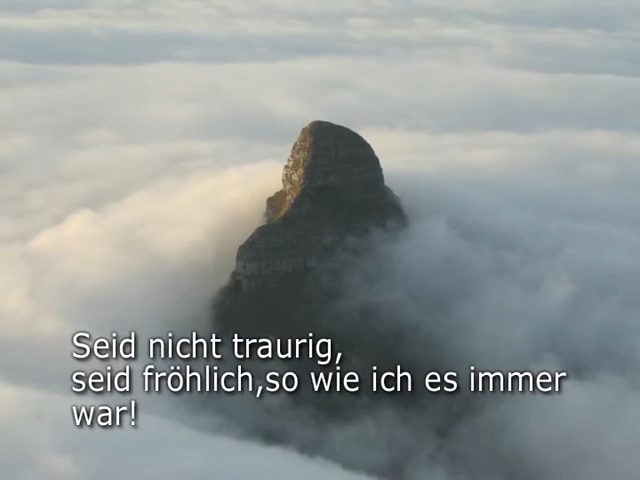 Seid nicht traurig,
seid fröhlich,so wie ich es immer
war!